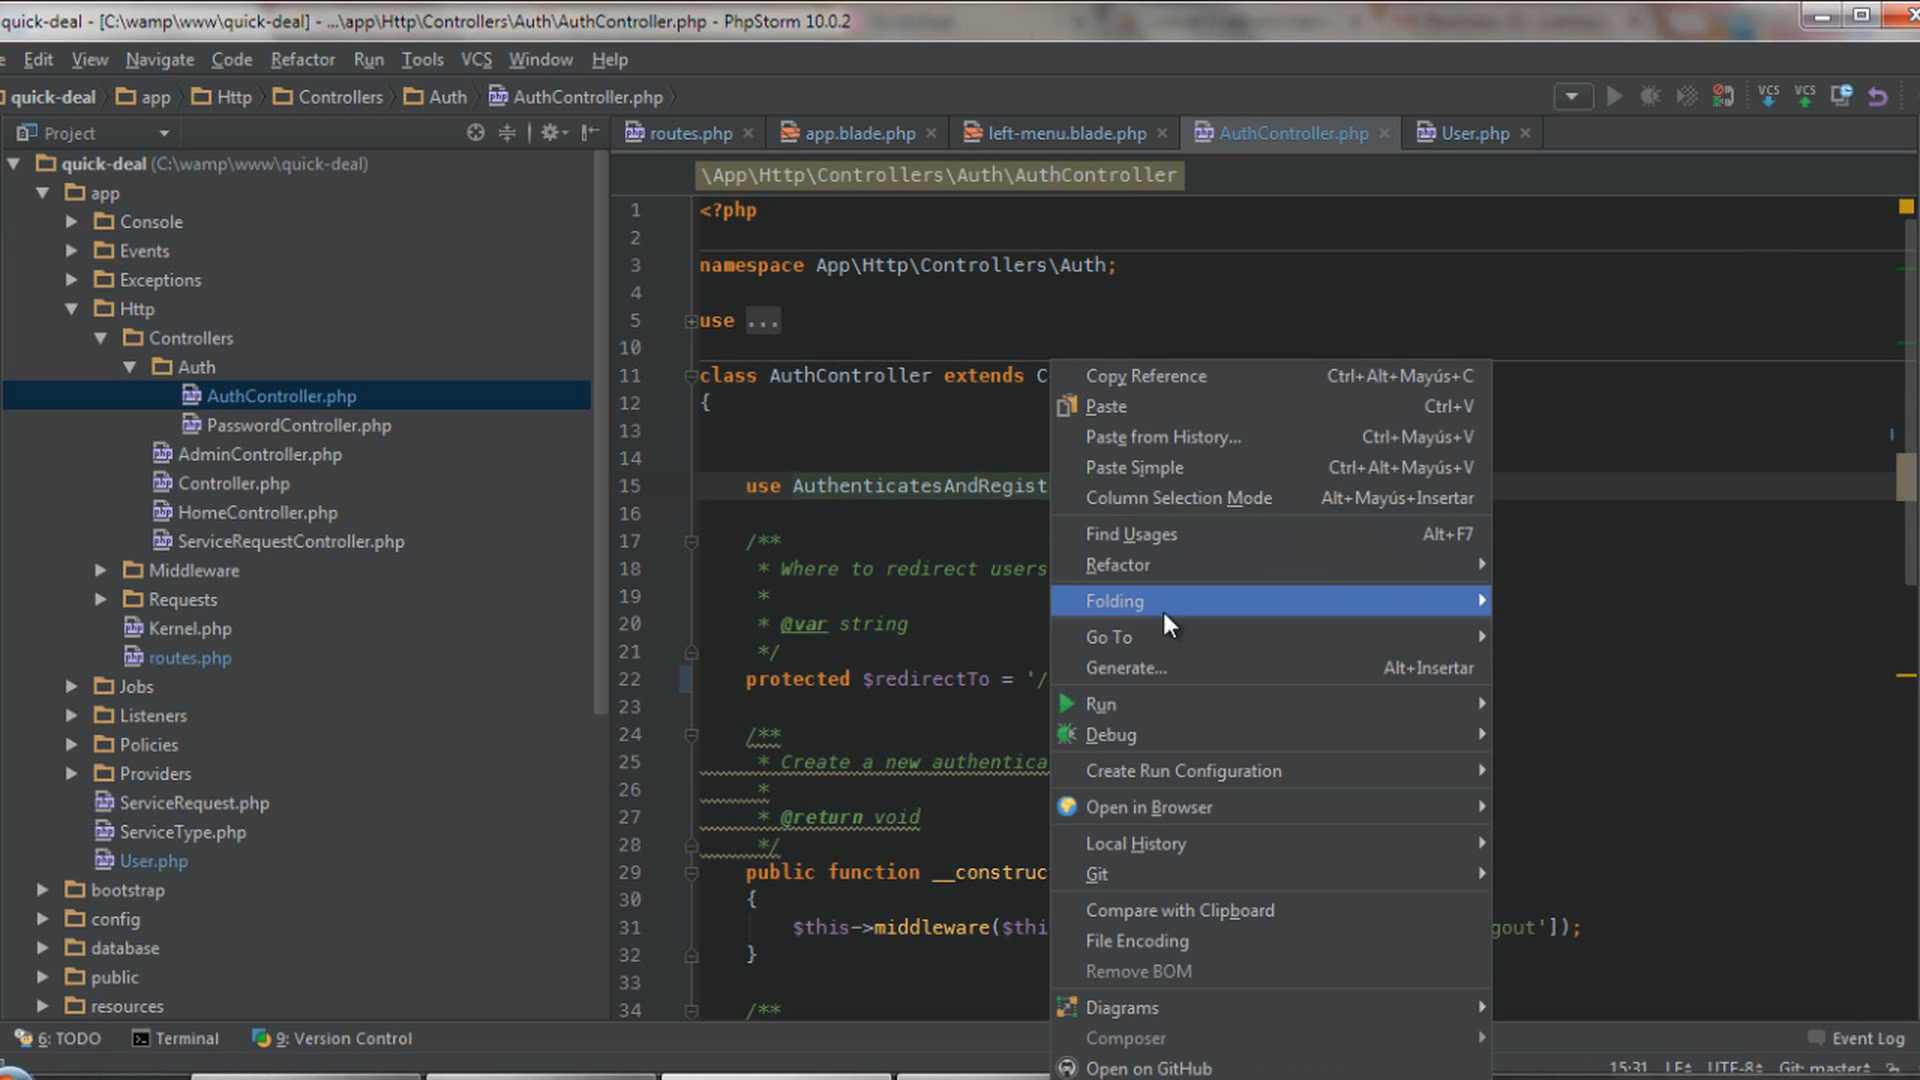 quick-deal - [C:\wamp\www\quick-deal] - ...\app\Http\Controllers\Auth\AuthController.php - PhpStorm 10.0.2
Edit View Navigate Code Refactor Run Tools VCS Window Help
quick-deal app Http Controllers Auth AuthController.php
VCS VCS
Project
routes.php app.blade.php left-menu.blade.php AuthController.php User.php
quick-deal (C:\wamp\www\quick-deal)
app
Console
Events
Exceptions
Http
Controllers
Auth
AuthController.php
PasswordController.php
AdminController.php
Controller.php
HomeController.php
ServiceRequestController.php
Middleware
Requests
Kernel.php
routes.php
Jobs
Listeners
Policies
Providers
ServiceRequest.php
ServiceType.php
User.php
bootstrap
config
database
public
resources
\App\Http\Controllers\Auth\AuthController
1 <?php
2
3 namespace App\Http\Controllers\Auth;
4
5 use ...
10
11 class AuthController extends C
12 {
13
14
15 use AuthenticatesAndRegist
16
17 /**
18 * Where to redirect users
19 *
20 * @var string
21 */
22 protected $redirectTo = '/
23
24 /**
25 * Create a new authentica
26 *
27 * @return void
28 */
29 public function __construc
30 {
31 $this->middleware($thi gout']);
32 }
33
34 /**
Copy Reference Ctrl+Alt+Mayús+C
Paste Ctrl+V
Paste from History... Ctrl+Mayús+V
Paste Simple Ctrl+Alt+Mayús+V
Column Selection Mode Alt+Mayús+Insertar
Find Usages Alt+F7
Refactor
Folding
Go To
Generate... Alt+Insertar
Run
Debug
Create Run Configuration
Open in Browser
Local History
Git
Compare with Clipboard
File Encoding
Remove BOM
Diagrams
Composer
Open on GitHub
6: TODO Terminal 9: Version Control Event Log
15:31 LF UTF-8 Git: master